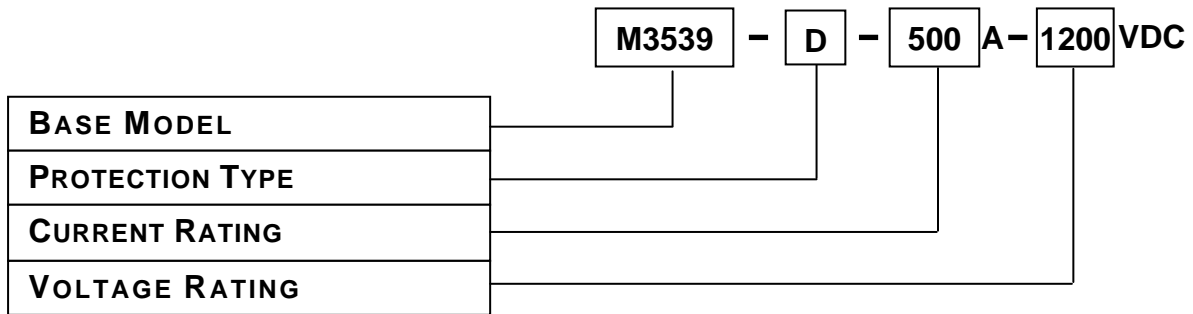 M3539 – D – 500 A – 1200 VDC
BASE MODEL
PROTECTION TYPE
CURRENT RATING
VOLTAGE RATING